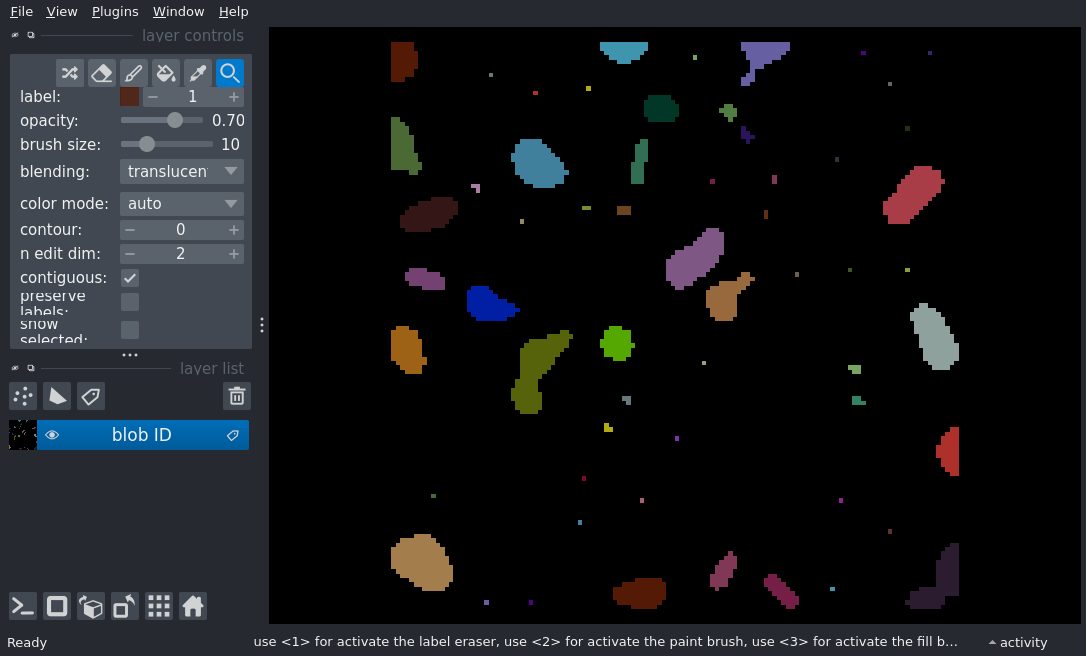 File View Plugins Window Help
layer controls
label: 1
opacity: 0.70
brush size: 10
blending: translucen
color mode: auto
contour: 0
n edit dim: 2
contiguous:
preserve
labels:
show
selected:
layer list
blob ID
Ready use <1> for activate the label eraser, use <2> for activate the paint brush, use <3> for activate the fill b... activity